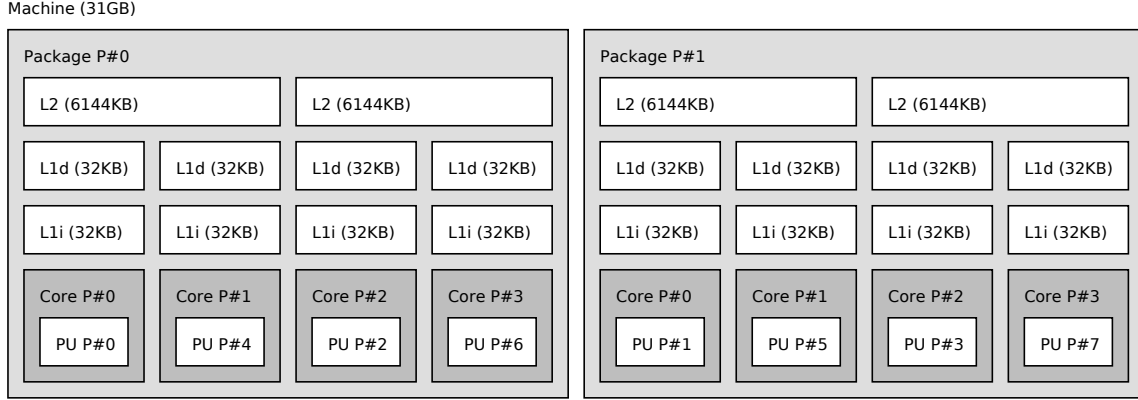 Machine (31GB)
Package P#0
L2 (6144KB) L2 (6144KB)
L1d (32KB) L1d (32KB) L1d (32KB) L1d (32KB)
L1i (32KB) L1i (32KB) L1i (32KB) L1i (32KB)
Core P#0 Core P#1 Core P#2 Core P#3
PU P#0 PU P#4 PU P#2 PU P#6
Package P#1
L2 (6144KB) L2 (6144KB)
L1d (32KB) L1d (32KB) L1d (32KB) L1d (32KB)
L1i (32KB) L1i (32KB) L1i (32KB) L1i (32KB)
Core P#0 Core P#1 Core P#2 Core P#3
PU P#1 PU P#5 PU P#3 PU P#7